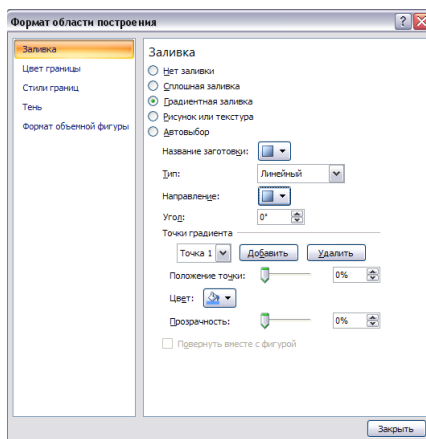 Формат области построения
Заливка
Цвет границы
Стили границ
Тень
Формат объемной фигуры
Заливка
Нет заливки
Сплошная заливка
Градиентная заливка
Рисунок или текстура
Автовыбор
Название заготовки:
Тип: Линейный
Направление:
Угол: 0°
Точки градиента
Точка 1 Добавить Удалить
Положение точки: 0%
Цвет:
Прозрачность: 0%
Повернуть вместе с фигурой
Закрыть